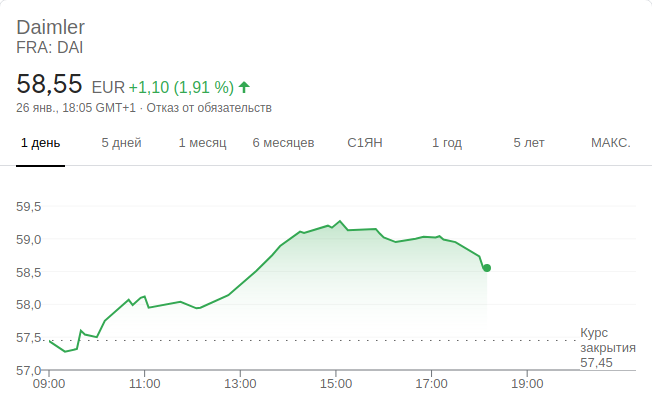 Daimler
FRA: DAI
58,55 EUR +1,10 (1,91 %)
26 янв., 18:05 GMT+1 · Отказ от обязательств
1 день 5 дней 1 месяц 6 месяцев С1ЯН 1 год 5 лет МАКС.
59,5
59,0
58,5
58,0
57,5
57,0
Курс
закрытия
57,45
09:00 11:00 13:00 15:00 17:00 19:00